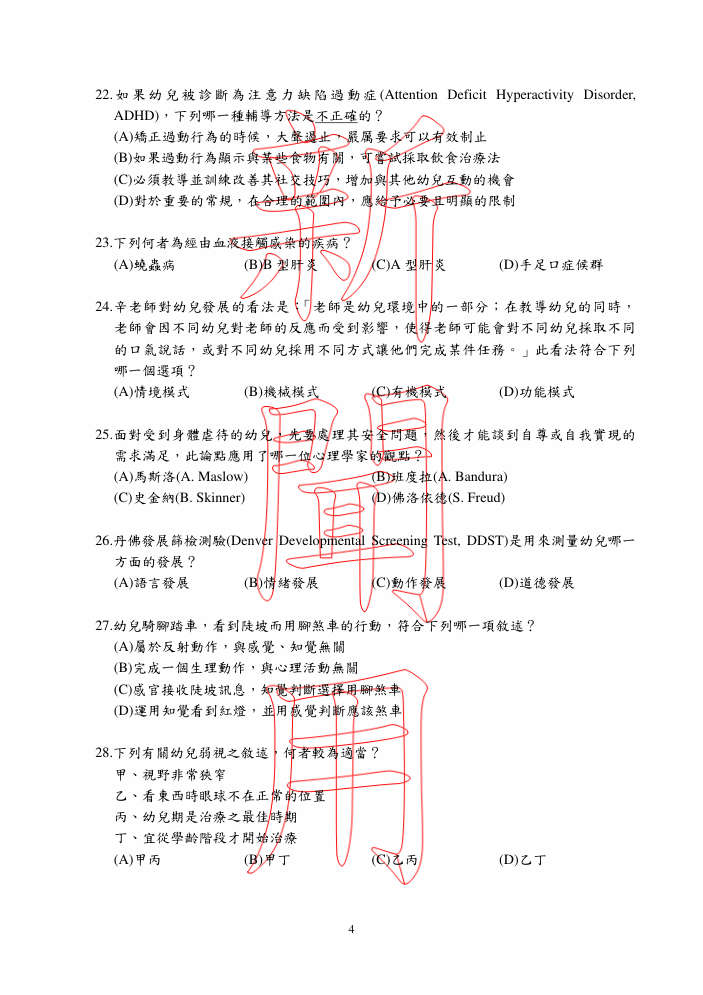 22.如果幼兒被診斷為注意力缺陷過動症(Attention Deficit Hyperactivity Disorder,
ADHD)，下列哪一種輔導方法是不正確的？
(A)矯正過動行為的時候，大聲遏止，嚴厲要求可以有效制止
(B)如果過動行為顯示與某些食物有關，可嘗試採取飲食治療法
(C)必須教導並訓練改善其社交技巧，增加與其他幼兒互動的機會
(D)對於重要的常規，在合理的範圍內，應給予必要且明顯的限制
23.下列何者為經由血液接觸感染的疾病？
(A)蟯蟲病 (B)B 型肝炎 (C)A 型肝炎 (D)手足口症候群
24.辛老師對幼兒發展的看法是：「老師是幼兒環境中的一部分；在教導幼兒的同時，
老師會因不同幼兒對老師的反應而受到影響，使得老師可能會對不同幼兒採取不同
的口氣說話，或對不同幼兒採用不同方式讓他們完成某件任務。」此看法符合下列
哪一個選項？
(A)情境模式 (B)機械模式 (C)有機模式 (D)功能模式
25.面對受到身體虐待的幼兒，先要處理其安全問題，然後才能談到自尊或自我實現的
需求滿足，此論點應用了哪一位心理學家的觀點？
(A)馬斯洛(A. Maslow) (B)班度拉(A. Bandura)
(C)史金納(B. Skinner) (D)佛洛依德(S. Freud)
26.丹佛發展篩檢測驗(Denver Developmental Screening Test, DDST)是用來測量幼兒哪一
方面的發展？
(A)語言發展 (B)情緒發展 (C)動作發展 (D)道德發展
27.幼兒騎腳踏車，看到陡坡而用腳煞車的行動，符合下列哪一項敘述？
(A)屬於反射動作，與感覺、知覺無關
(B)完成一個生理動作，與心理活動無關
(C)感官接收陡坡訊息，知覺判斷選擇用腳煞車
(D)運用知覺看到紅燈，並用感覺判斷應該煞車
28.下列有關幼兒弱視之敘述，何者較為適當？
甲、視野非常狹窄
乙、看東西時眼球不在正常的位置
丙、幼兒期是治療之最佳時期
丁、宜從學齡階段才開始治療
(A)甲丙 (B)甲丁 (C)乙丙 (D)乙丁
4
新聞用